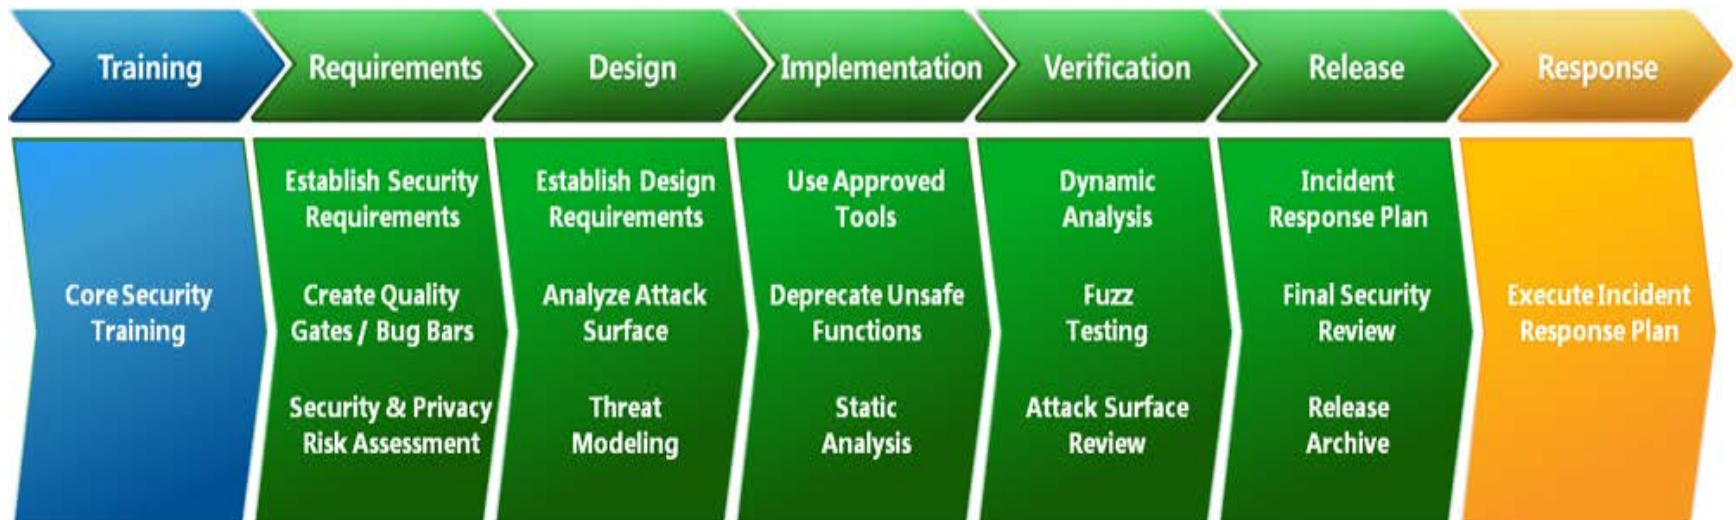 Training
Requirements
Design
Implementation
Verification
Release
Response
Core Security
Training
Establish Security
Requirements
Create Quality
Gates / Bug Bars
Security & Privacy
Risk Assessment
Establish Design
Requirements
Analyze Attack
Surface
Threat
Modeling
Use Approved
Tools
Deprecate Unsafe
Functions
Static
Analysis
Dynamic
Analysis
Fuzz
Testing
Attack Surface
Review
Incident
Response Plan
Final Security
Review
Release
Archive
Execute Incident
Response Plan